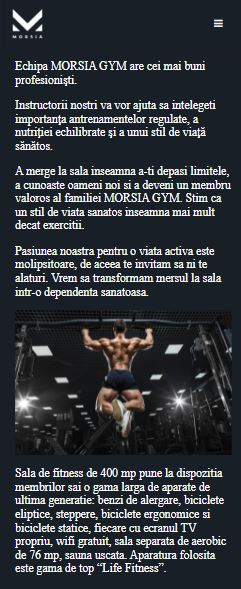 MORSIA
Echipa MORSIA GYM are cei mai buni
profesioniști.
Instructorii nostri va vor ajuta sa intelegeti
importanța antrenamentelor regulate, a
nutriției echilibrate și a unui stil de viață
sănătos.
A merge la sala inseamna a-ti depasi limitele,
a cunoaste oameni noi si a deveni un membru
valoros al familiei MORSIA GYM. Stim ca
un stil de viata sanatos inseamna mai mult
decat exercitii.
Pasiunea noastra pentru o viata activa este
molipsitoare, de aceea te invitam sa ni te
alaturi. Vrem sa transformam mersul la sala
intr-o dependenta sanatoasa.
Sala de fitness de 400 mp pune la dispozitia
membrilor sai o gama larga de aparate de
ultima generatie: benzi de alergare, biciclete
eliptice, steppere, biciclete ergonomice si
biciclete statice, fiecare cu ecranul TV
propriu, wifi gratuit, sala separata de aerobic
de 76 mp, sauna uscata. Aparatura folosita
este gama de top “Life Fitness”.